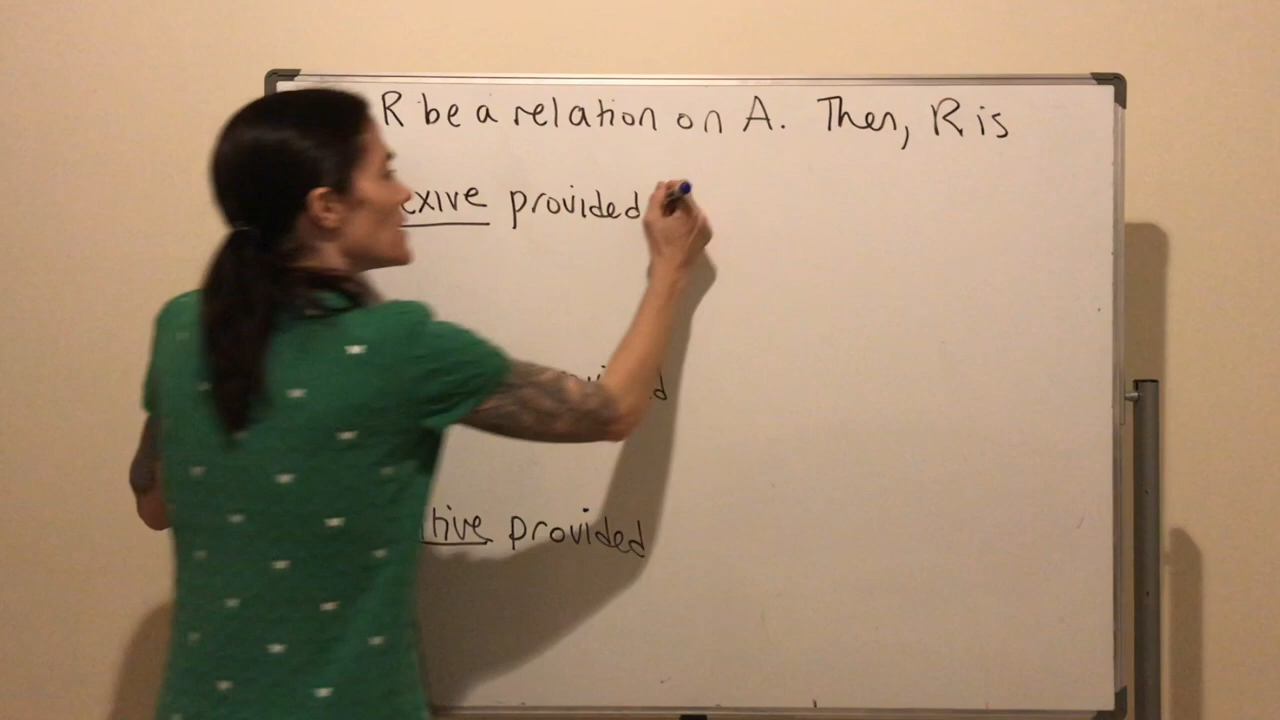 R be a relation on A. Then, R is
exive provided
tive provided